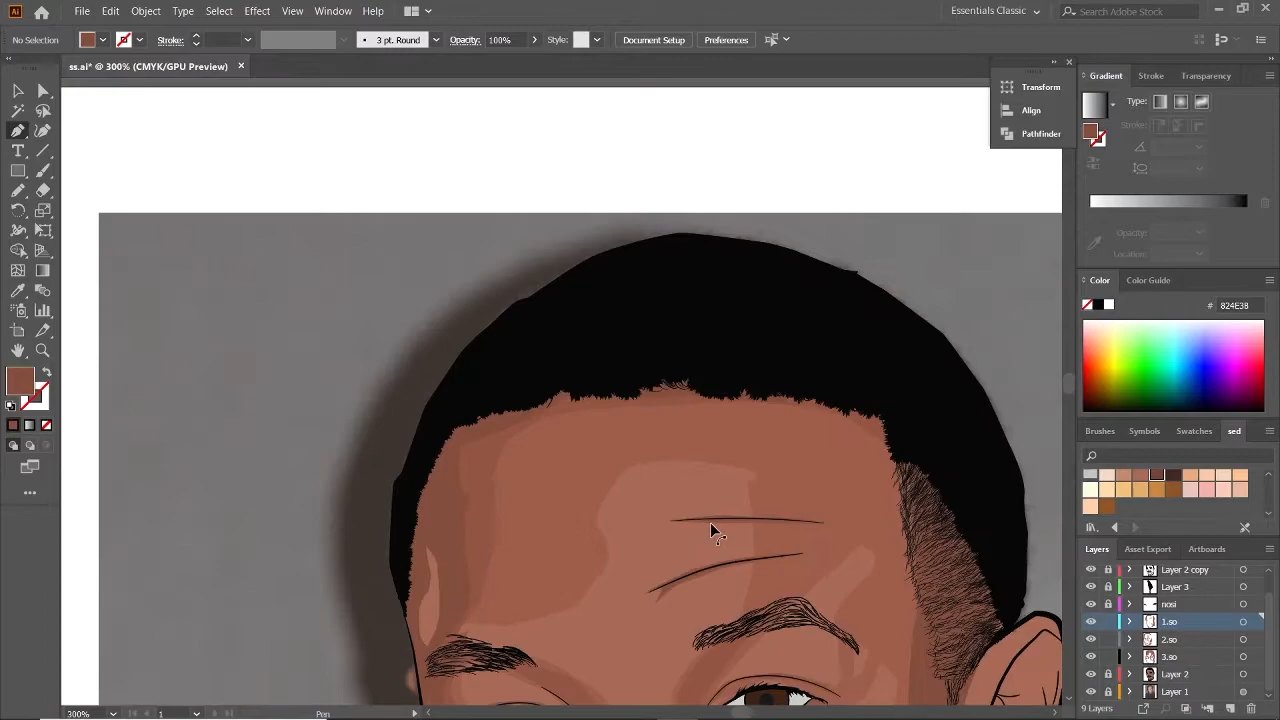 Ai File Edit Object Type Select Effect View Window Help Essentials Classic Search Adobe Stock
No Selection Stroke: 3 pt. Round Opacity: 100% Style: Document Setup Preferences
ss.ai* @ 300% (CMYK/GPU Preview)
Transform
Align
Pathfinder
Gradient Stroke Transparency
Type:
Stroke:
Opacity:
Location:
Color Color Guide
# 824E3B
Brushes Symbols Swatches sed
Layers Asset Export Artboards
Layer 2 copy
Layer 3
nosi
1.so
2.so
3.so
Layer 2
Layer 1
9 Layers
300% 1 Pen